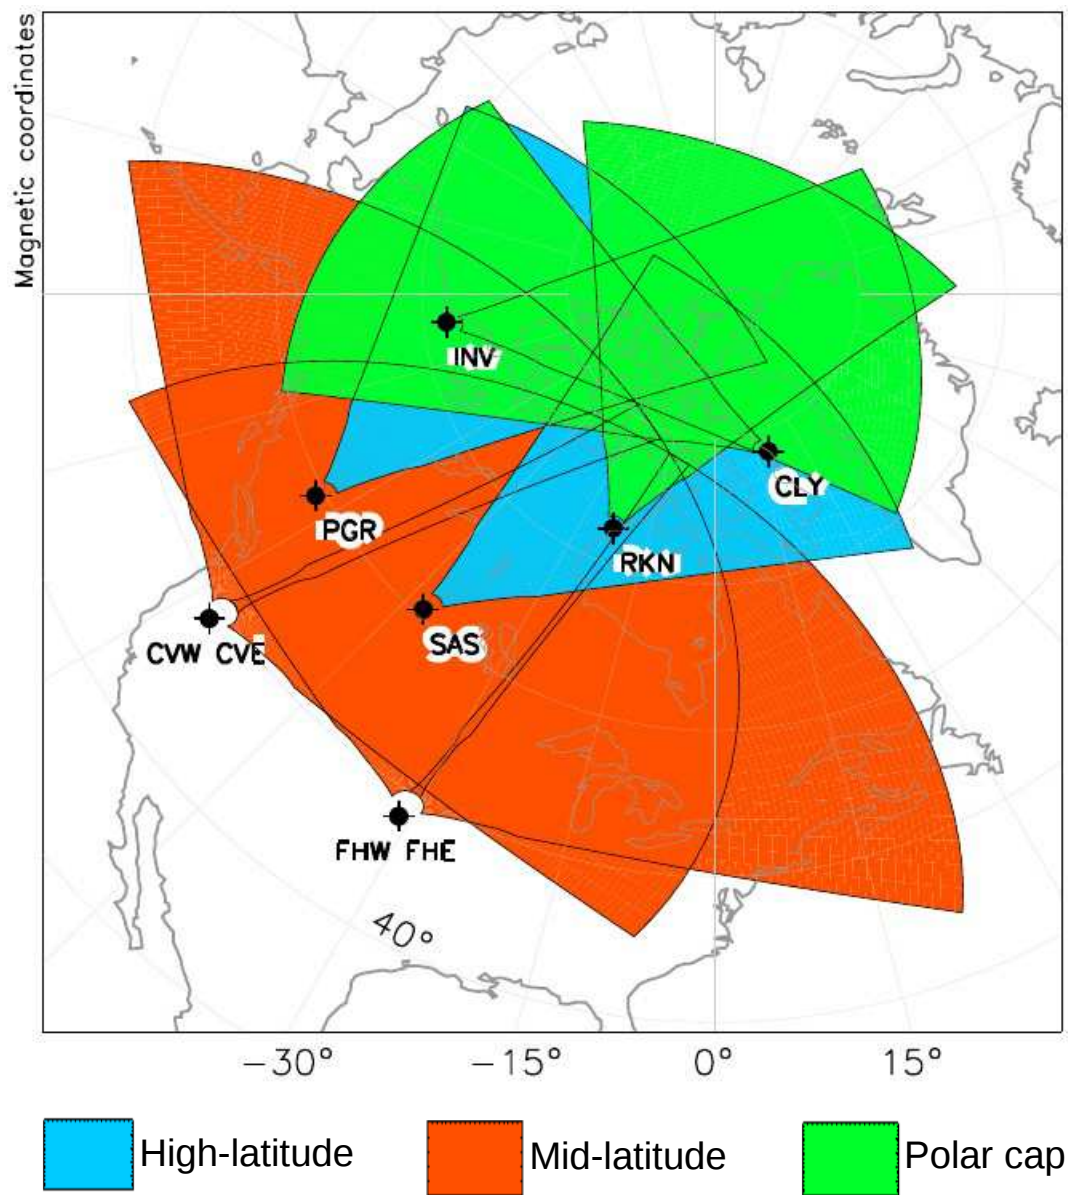 Magnetic coordinates
INV
CLY
PGR
RKN
SAS
CVW CVE
FHW FHE
40°
−30° −15° 0° 15°
High-latitude Mid-latitude Polar cap